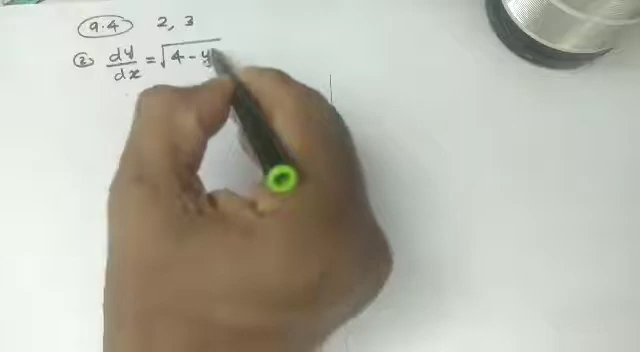 9.4 2, 3
② dy/dx = √4 - y